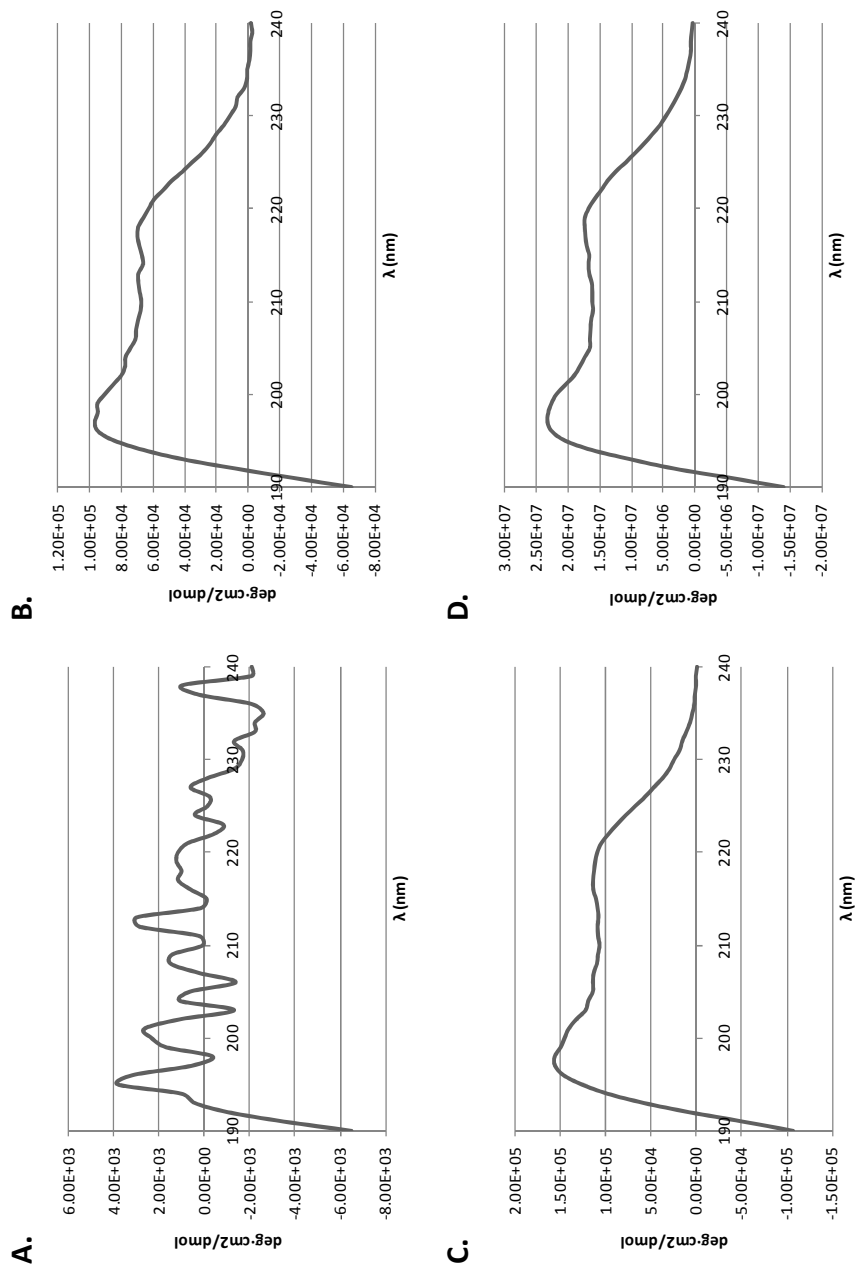 A.
6.00E+03
4.00E+03
2.00E+03
0.00E+00
-2.00E+03
-4.00E+03
-6.00E+03
-8.00E+03
deg·cm2/dmol
190
200
210
220
230
240
λ (nm)
B.
1.20E+05
1.00E+05
8.00E+04
6.00E+04
4.00E+04
2.00E+04
0.00E+00
-2.00E+04
-4.00E+04
-6.00E+04
-8.00E+04
deg·cm2/dmol
190
200
210
220
230
240
λ (nm)
C.
2.00E+05
1.50E+05
1.00E+05
5.00E+04
0.00E+00
-5.00E+04
-1.00E+05
-1.50E+05
deg·cm2/dmol
190
200
210
220
230
240
λ (nm)
D.
3.00E+07
2.50E+07
2.00E+07
1.50E+07
1.00E+07
5.00E+06
0.00E+00
-5.00E+06
-1.00E+07
-1.50E+07
-2.00E+07
deg·cm2/dmol
190
200
210
220
230
240
λ (nm)